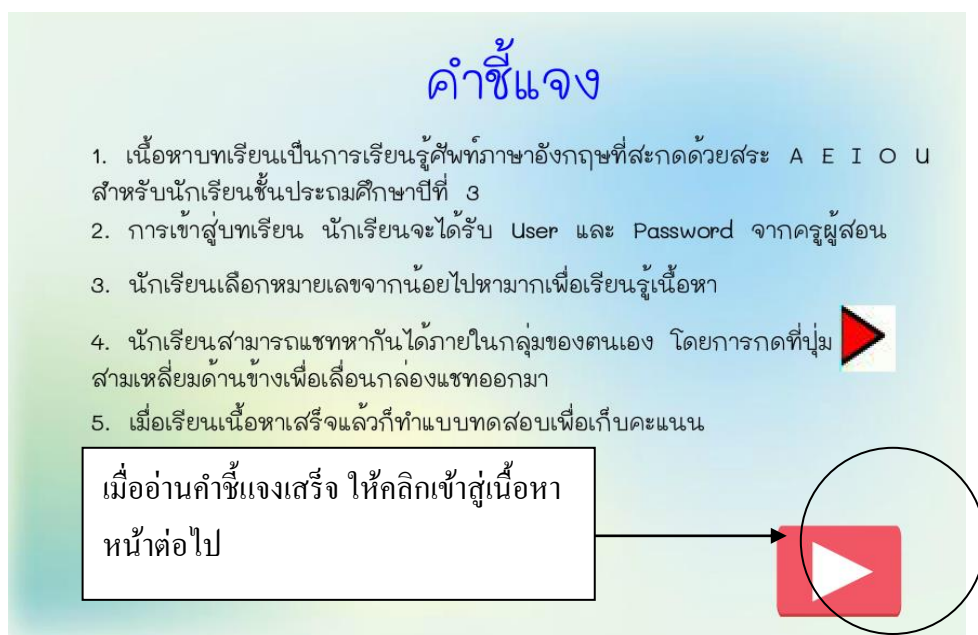 คำชี้แจง
1. เนื้อหาบทเรียนเป็นการเรียนรู้ศัพท์ภาษาอังกฤษที่สะกดด้วยสระ A E I O U
สำหรับนักเรียนชั้นประถมศึกษาปีที่ 3
2. การเข้าสู่บทเรียน นักเรียนจะได้รับ User และ Password จากครูผู้สอน
3. นักเรียนเลือกหมายเลขจากน้อยไปหามากเพื่อเรียนรู้เนื้อหา
4. นักเรียนสามารถแชทหากันได้ภายในกลุ่มของตนเอง โดยการกดที่ปุ่ม
สามเหลี่ยมด้านข้างเพื่อเลื่อนกล่องแชทออกมา
5. เมื่อเรียนเนื้อหาเสร็จแล้วก็ทำแบบทดสอบเพื่อเก็บคะแนน
เมื่ออ่านคำชี้แจงเสร็จ ให้คลิกเข้าสู่เนื้อหา
หน้าต่อไป